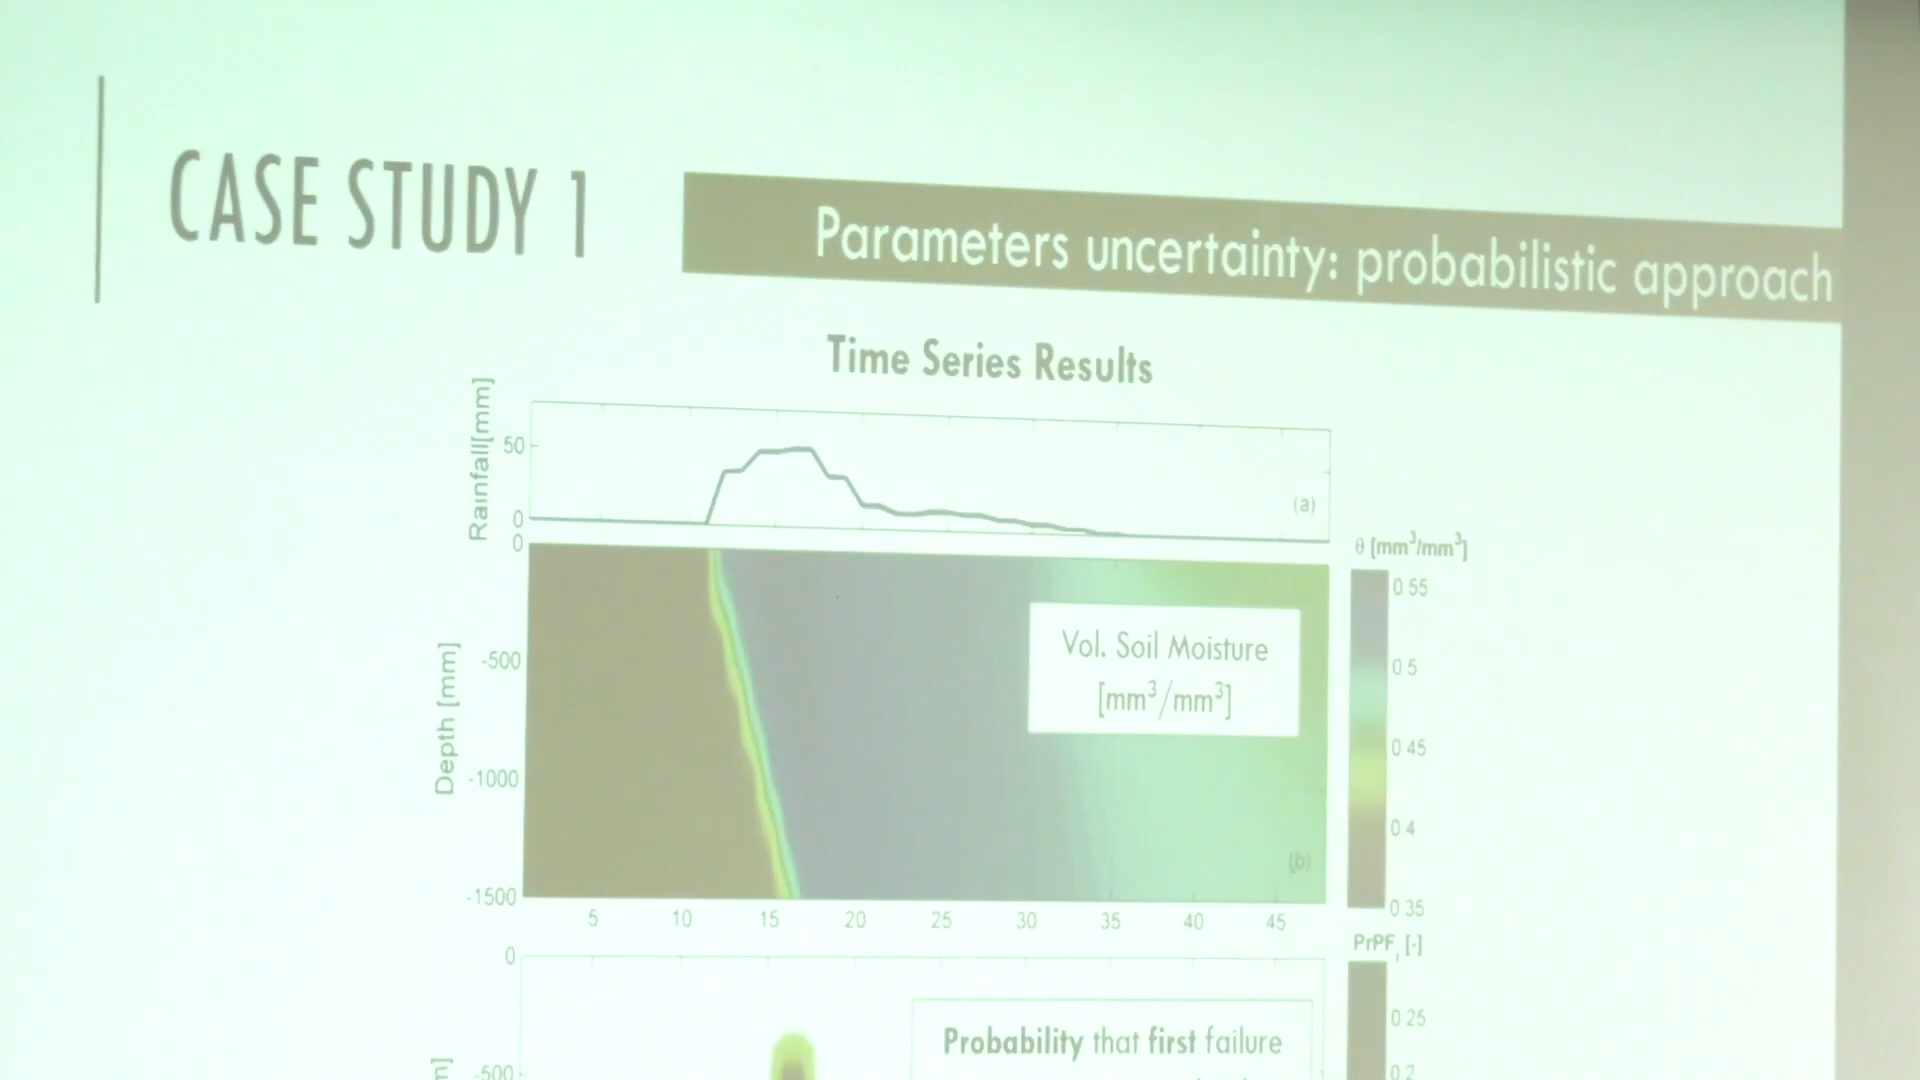 CASE STUDY 1
Parameters uncertainty: probabilistic approach
Time Series Results
Rainfall[mm]
50
0
(a)
0
-500
-1000
-1500
Depth [mm]
Vol. Soil Moisture
[mm³/mm³]
(b)
θ [mm³/mm³]
0 55
0 5
0 45
0 4
0 35
5 10 15 20 25 30 35 40 45
PrPF [-]
0
-500
Probability that first failure
0 25
0 2
m]